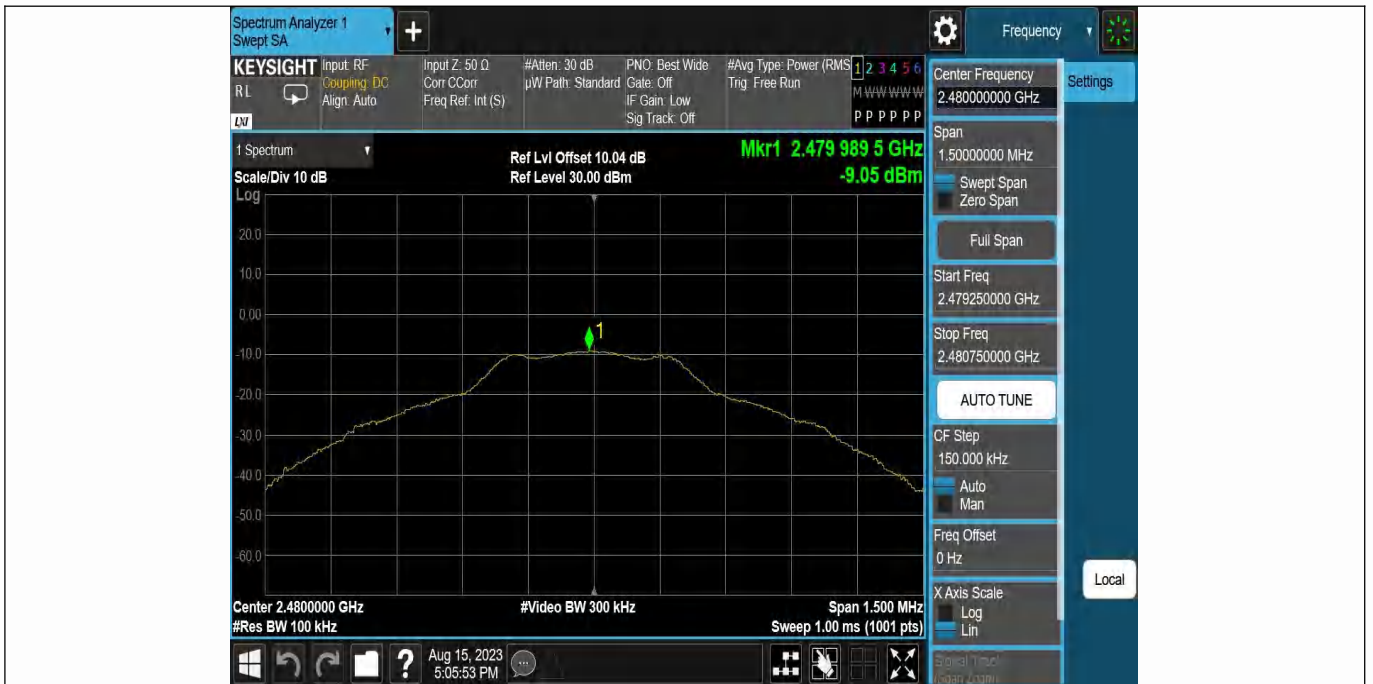 Spectrum Analyzer 1
Swept SA
Frequency
KEYSIGHT
RL
LXI
Input: RF
Coupling: DC
Align: Auto
Input Z: 50 Ω
Corr CCorr
Freq Ref: Int (S)
#Atten: 30 dB
µW Path: Standard
PNO: Best Wide
Gate: Off
IF Gain: Low
Sig Track: Off
#Avg Type: Power (RMS
Trig: Free Run
1 2 3 4 5 6
M W W W W W
P P P P P P
1 Spectrum
Scale/Div 10 dB
Ref Lvl Offset 10.04 dB
Ref Level 30.00 dBm
Mkr1 2.479 989 5 GHz
-9.05 dBm
Log
20.0
10.0
0.00
-10.0
-20.0
-30.0
-40.0
-50.0
-60.0
1
Center 2.4800000 GHz
#Res BW 100 kHz
#Video BW 300 kHz
Span 1.500 MHz
Sweep 1.00 ms (1001 pts)
Center Frequency
2.480000000 GHz
Settings
Span
1.50000000 MHz
Swept Span
Zero Span
Full Span
Start Freq
2.479250000 GHz
Stop Freq
2.480750000 GHz
AUTO TUNE
CF Step
150.000 kHz
Auto
Man
Freq Offset
0 Hz
X Axis Scale
Log
Lin
Signal Track
(Span Zoom)
Local
Aug 15, 2023
5:05:53 PM